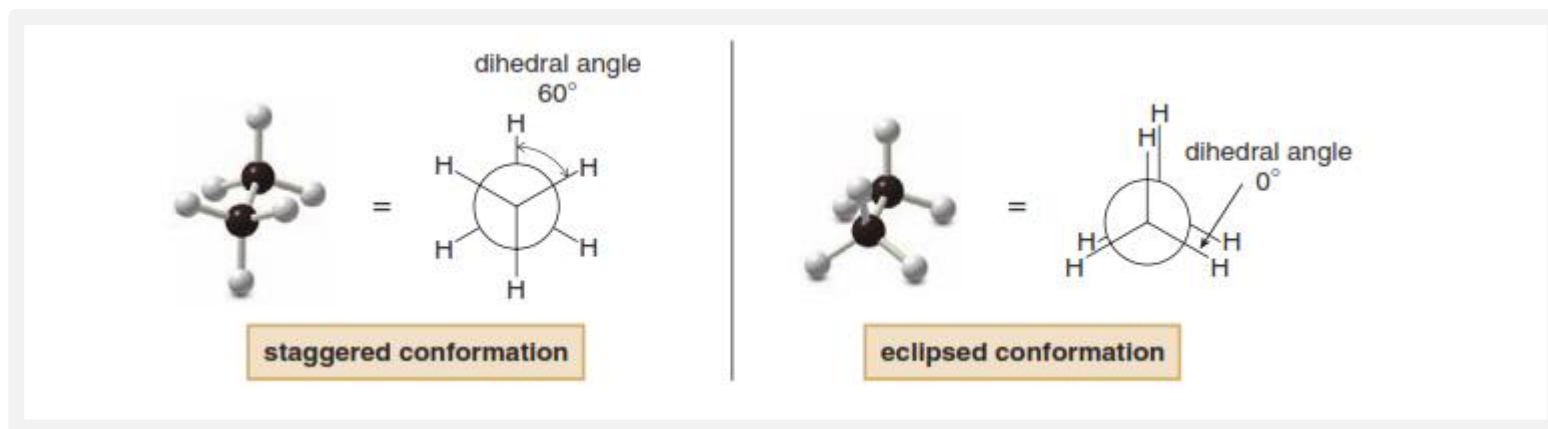 dihedral angle
60°
H
H
H
H
H
H
=
staggered conformation
H
H
dihedral angle
0°
=
H
H
H
H
eclipsed conformation